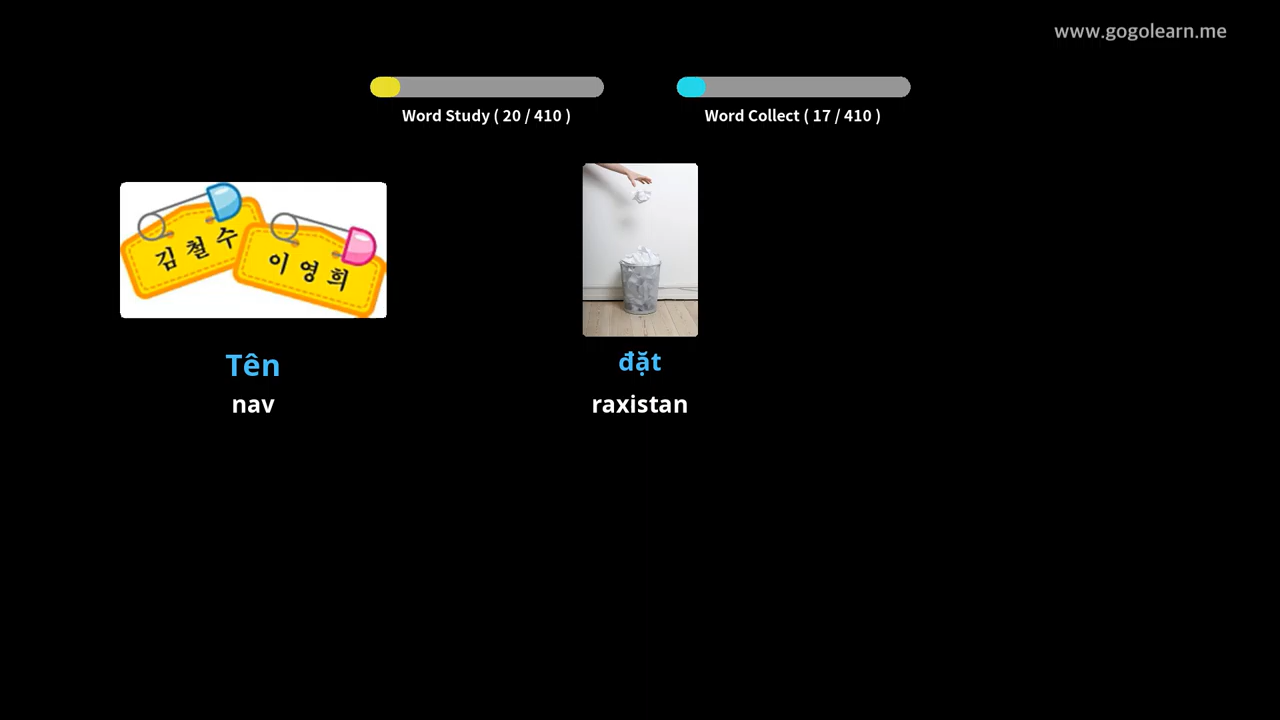 www.gogolearn.me
Word Study ( 20 / 410 )
Word Collect ( 17 / 410 )
김철수
이영희
Tên
nav
đặt
raxistan